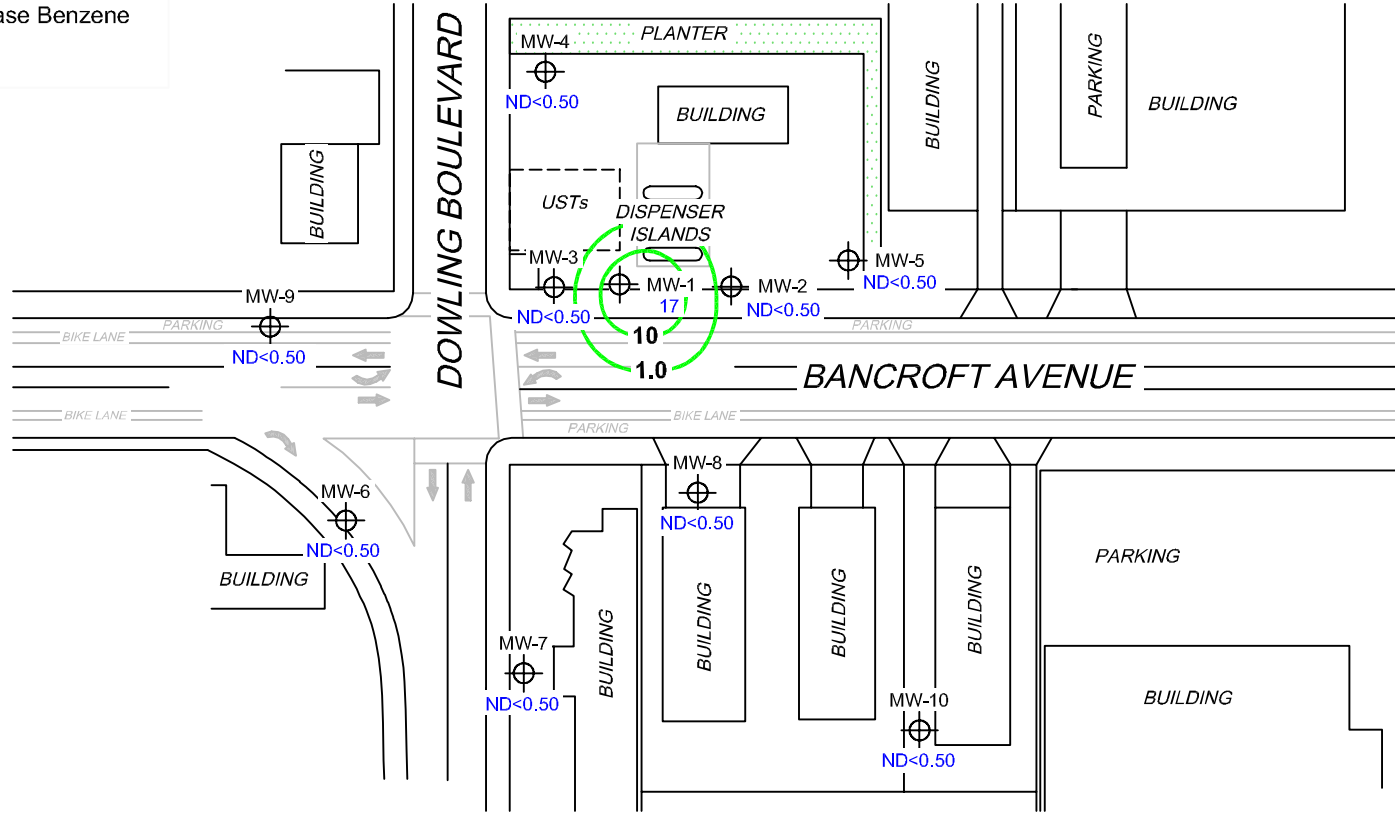 ase Benzene
DOWLING BOULEVARD
MW-4
ND<0.50
PLANTER
BUILDING
BUILDING
PARKING
BUILDING
BUILDING
USTs
DISPENSER
ISLANDS
MW-3
ND<0.50
MW-1
17
10
1.0
MW-2
ND<0.50
MW-5
ND<0.50
MW-9
ND<0.50
PARKING
BIKE LANE
PARKING
BANCROFT AVENUE
BIKE LANE
BIKE LANE
PARKING
MW-6
ND<0.50
BUILDING
MW-8
ND<0.50
BUILDING
BUILDING
BUILDING
BUILDING
PARKING
MW-7
ND<0.50
MW-10
ND<0.50
BUILDING